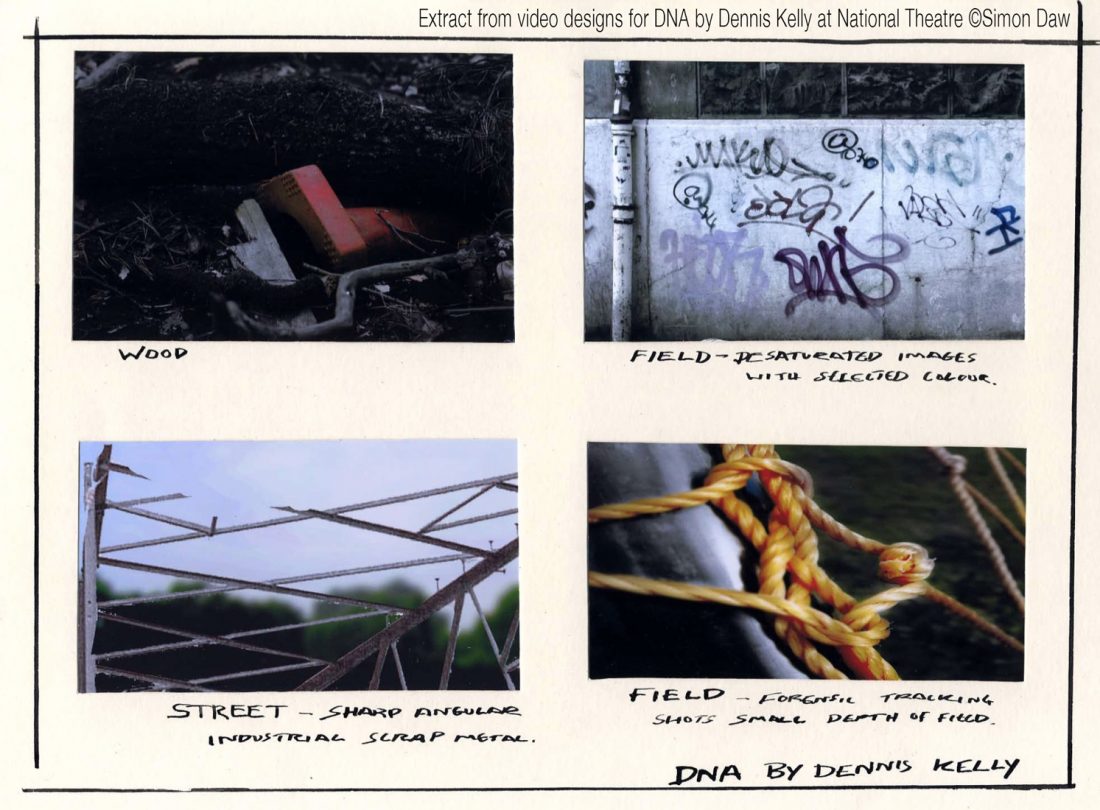 Extract from video designs for DNA by Dennis Kelly at National Theatre ©Simon Daw
WOOD
FIELD - DESATURATED IMAGES
WITH SELECTED COLOUR.
STREET - SHARP ANGULAR
INDUSTRIAL SCRAP METAL.
FIELD - FORENSIC TRACKING
SHOTS SMALL DEPTH OF FIELD.
DNA BY DENNIS KELLY